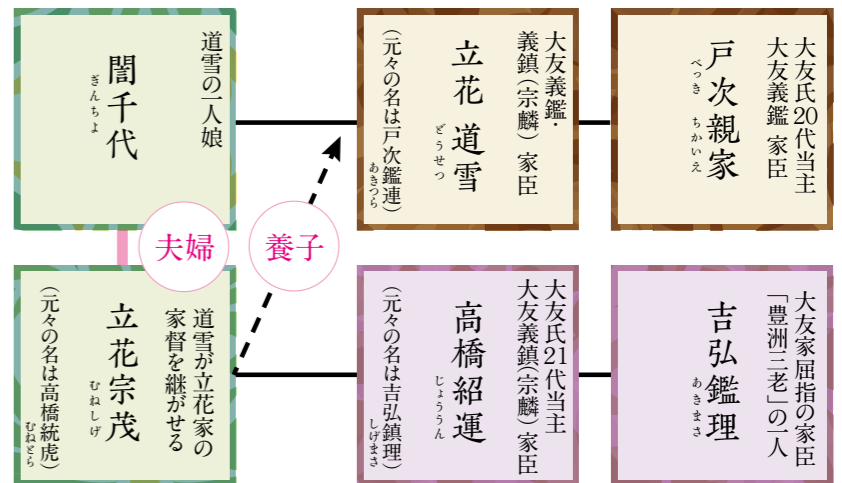 大友氏20代当主
大友義鑑 家臣
戸次親家
べっき ちかいえ
大友義鑑・
義鎮(宗麟) 家臣
立花 道雪
どうせつ
(元々の名は戸次鑑連)
あきつら
道雪の一人娘
誾千代
ぎんちよ
夫婦
養子
大友家屈指の家臣
「豊洲三老」の一人
吉弘鑑理
あきまさ
大友氏21代当主
大友義鎮(宗麟) 家臣
高橋紹運
じょううん
(元々の名は吉弘鎮理)
しげまさ
道雪が立花家の
家督を継がせる
立花宗茂
むねしげ
(元々の名は高橋統虎)
むねとら